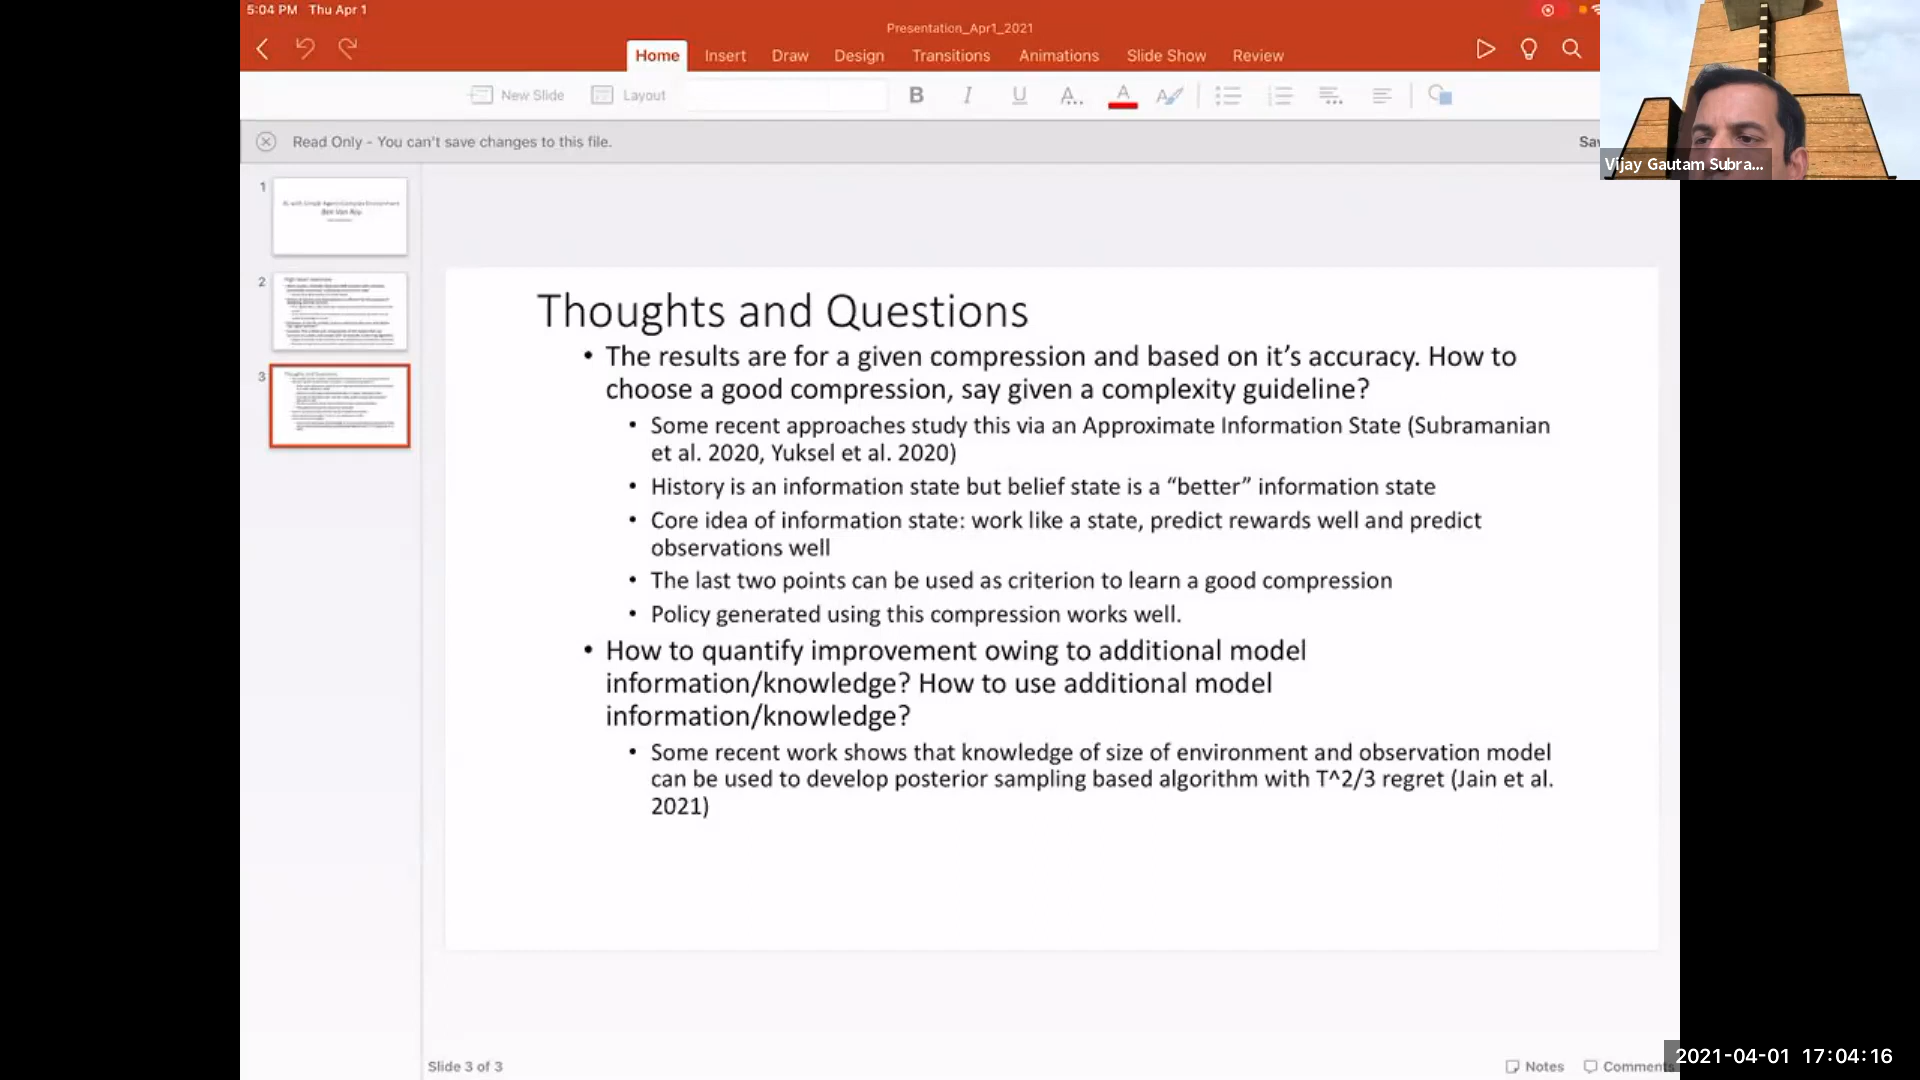 5:04 PM Thu Apr 1
Presentation_Apr1_2021
Home Insert Draw Design Transitions Animations Slide Show Review
New Slide Layout B I U A.. A
Read Only - You can't save changes to this file.
Vijay Gautam Subra...
1
2
3
Thoughts and Questions
Thoughts and Questions
• The results are for a given compression and based on it’s accuracy. How to
choose a good compression, say given a complexity guideline?
• Some recent approaches study this via an Approximate Information State (Subramanian
et al. 2020, Yuksel et al. 2020)
• History is an information state but belief state is a “better” information state
• Core idea of information state: work like a state, predict rewards well and predict
observations well
• The last two points can be used as criterion to learn a good compression
• Policy generated using this compression works well.
• How to quantify improvement owing to additional model
information/knowledge? How to use additional model
information/knowledge?
• Some recent work shows that knowledge of size of environment and observation model
can be used to develop posterior sampling based algorithm with T^2/3 regret (Jain et al.
2021)
Slide 3 of 3
Notes Comments
2021-04-01 17:04:16